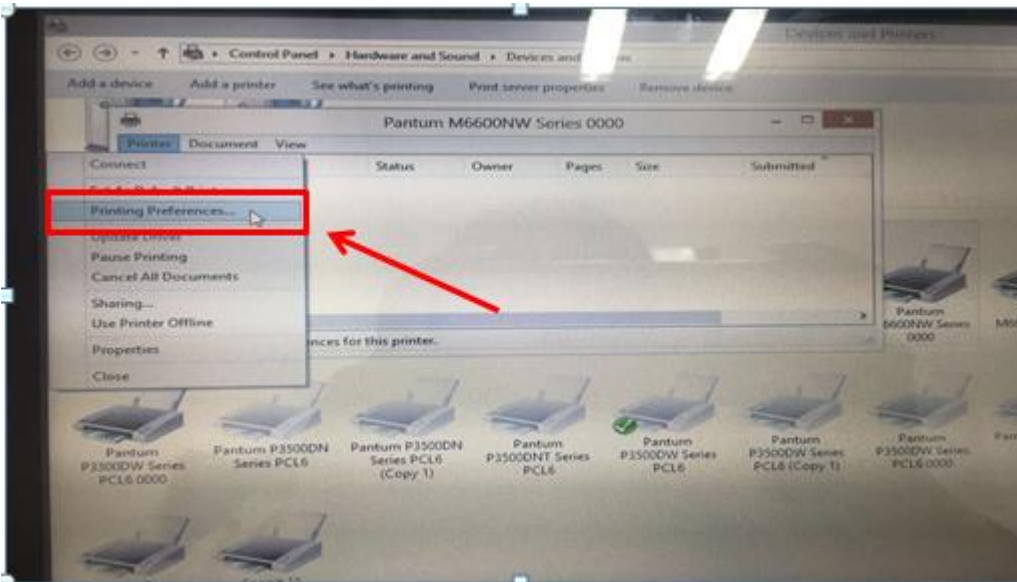 Devices and Printers
Control Panel Hardware and Sound Devices and
Add a device Add a printer See what's printing Print server properties Remove device
Pantum M6600NW Series 0000
Printer Document View
Status Owner Pages Size Submitted
Connect
Printing Preferences...
Update Driver
Pause Printing
Cancel All Documents
Sharing...
Use Printer Offline
Properties
Close
for this printer.
Pantum
M6600NW Series
0000
Pantum
P3500DW Series
PCL6 0000
Pantum P3500DN
Series PCL6
Pantum P3500DN
Series PCL6
(Copy 1)
Pantum
P3500DNT Series
PCL6
Pantum
P3500DW Series
PCL6
Pantum
P3500DW Series
PCL6 (Copy 1)
Pantum
P3500DW Series
PCL6 0000